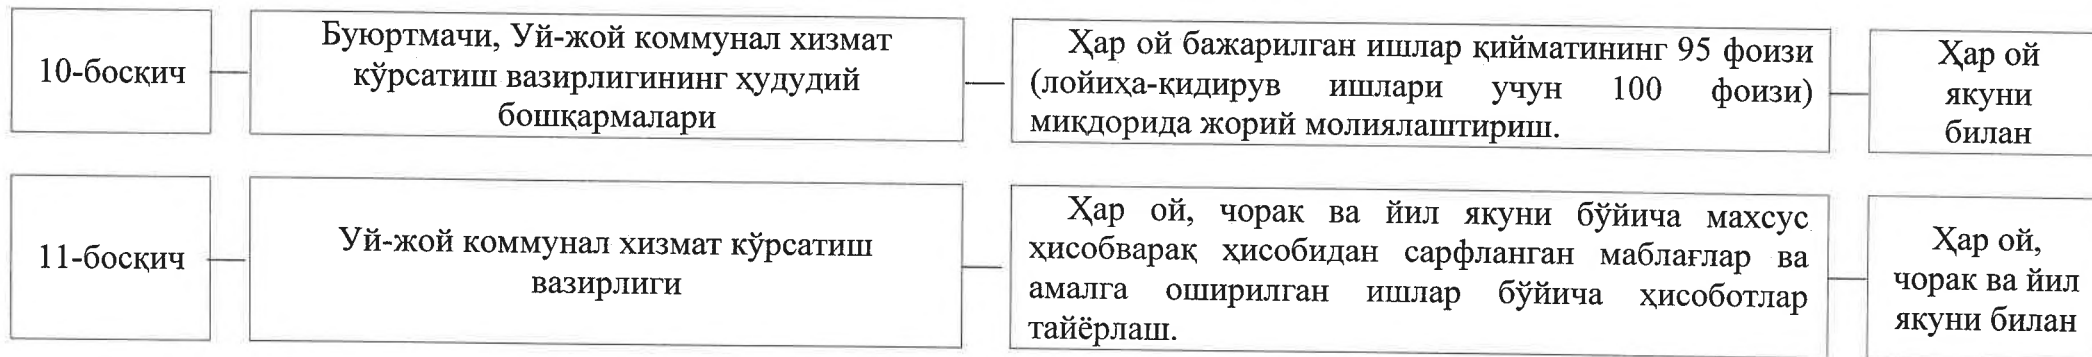 10-босқич
Буюртмачи, Уй-жой коммунал хизмат
кўрсатиш вазирлигининг ҳудудий
бошқармалари
Ҳар ой бажарилган ишлар қийматининг 95 фоизи
(лойиҳа-қидирув ишлари учун 100 фоизи)
миқдорида жорий молиялаштириш.
Ҳар ой
якуни
билан
11-босқич
Уй-жой коммунал хизмат кўрсатиш
вазирлиги
Ҳар ой, чорак ва йил якуни бўйича махсус
ҳисобварақ ҳисобидан сарфланган маблағлар ва
амалга оширилган ишлар бўйича ҳисоботлар
тайёрлаш.
Ҳар ой,
чорак ва йил
якуни билан